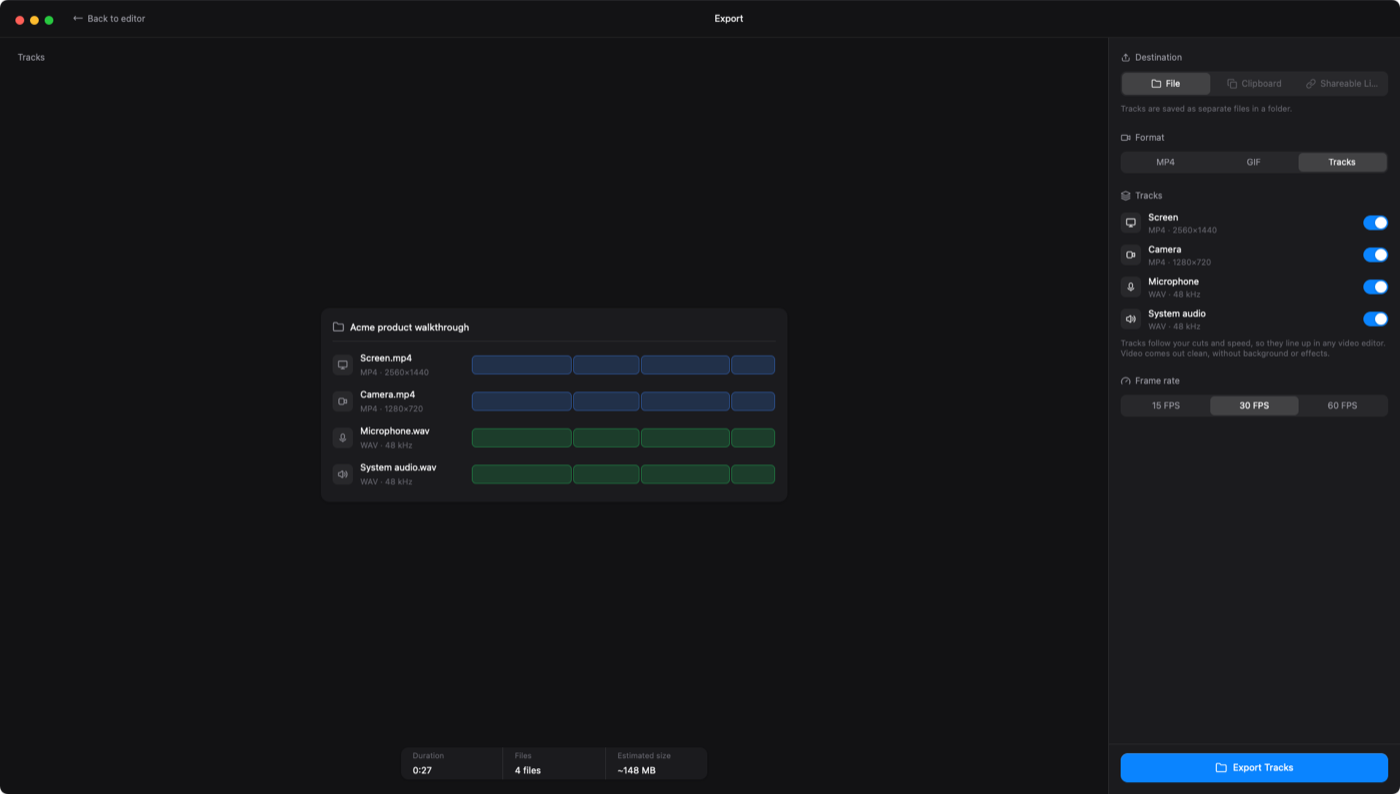 Back to editor
Export
Tracks
Acme product walkthrough
Screen.mp4
MP4 · 2560×1440
Camera.mp4
MP4 · 1280×720
Microphone.wav
WAV · 48 kHz
System audio.wav
WAV · 48 kHz
Duration
0:27
Files
4 files
Estimated size
~148 MB
Destination
File
Clipboard
Shareable Li...
Tracks are saved as separate files in a folder.
Format
MP4
GIF
Tracks
Tracks
Screen
MP4 · 2560×1440
Camera
MP4 · 1280×720
Microphone
WAV · 48 kHz
System audio
WAV · 48 kHz
Tracks follow your cuts and speed, so they line up in any video editor.
Video comes out clean, without background or effects.
Frame rate
15 FPS
30 FPS
60 FPS
Export Tracks